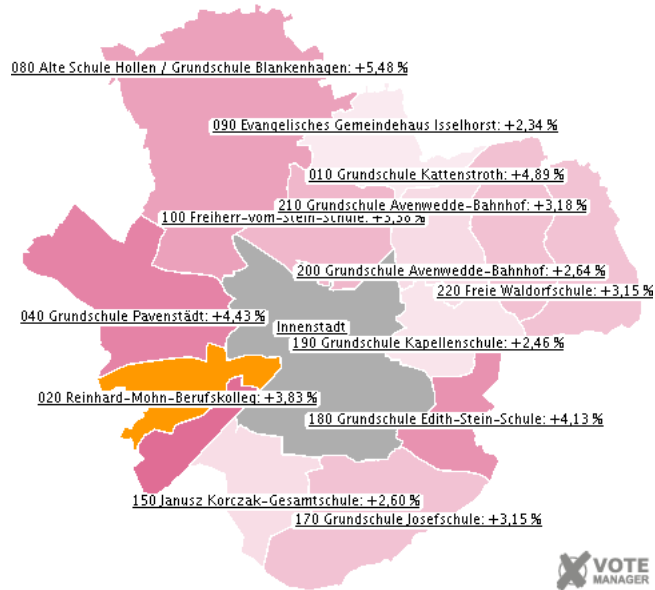 080 Alte Schule Hollen / Grundschule Blankenhagen: +5,48 %
090 Evangelisches Gemeindehaus Isselhorst: +2,34 %
010 Grundschule Kattenstroth: +4,89 %
210 Grundschule Avenwedde-Bahnhof: +3,18 %
100 Freiherr-vom-Stein-Schule:
200 Grundschule Avenwedde-Bahnhof: +2,64 %
220 Freie Waldorfschule: +3,15 %
040 Grundschule Pavenstädt: +4,43 %
Innenstadt
190 Grundschule Kapellenschule: +2,46 %
020 Reinhard-Mohn-Berufskolleg: +3,83 %
180 Grundschule Edith-Stein-Schule: +4,13 %
150 Janusz Korczak-Gesamtschule: +2,60 %
170 Grundschule Josefschule: +3,15 %
VOTE
MANAGER